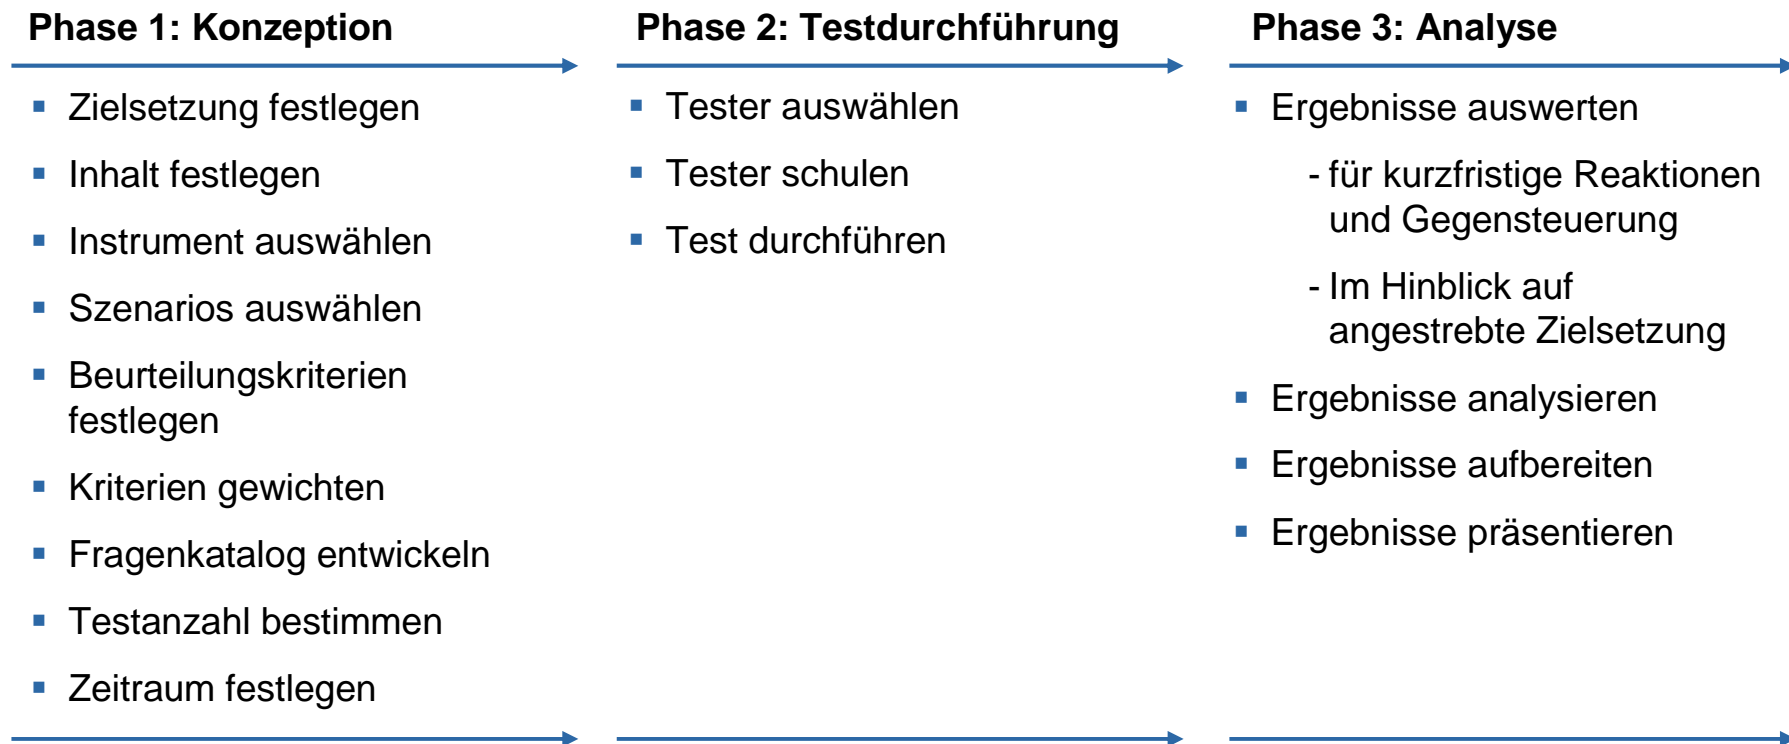 Phase 1: Konzeption
▪ Zielsetzung festlegen
▪ Inhalt festlegen
▪ Instrument auswählen
▪ Szenarios auswählen
▪ Beurteilungskriterien
festlegen
▪ Kriterien gewichten
▪ Fragenkatalog entwickeln
▪ Testanzahl bestimmen
▪ Zeitraum festlegen
Phase 2: Testdurchführung
▪ Tester auswählen
▪ Tester schulen
▪ Test durchführen
Phase 3: Analyse
▪ Ergebnisse auswerten
- für kurzfristige Reaktionen
und Gegensteuerung
- Im Hinblick auf
angestrebte Zielsetzung
▪ Ergebnisse analysieren
▪ Ergebnisse aufbereiten
▪ Ergebnisse präsentieren